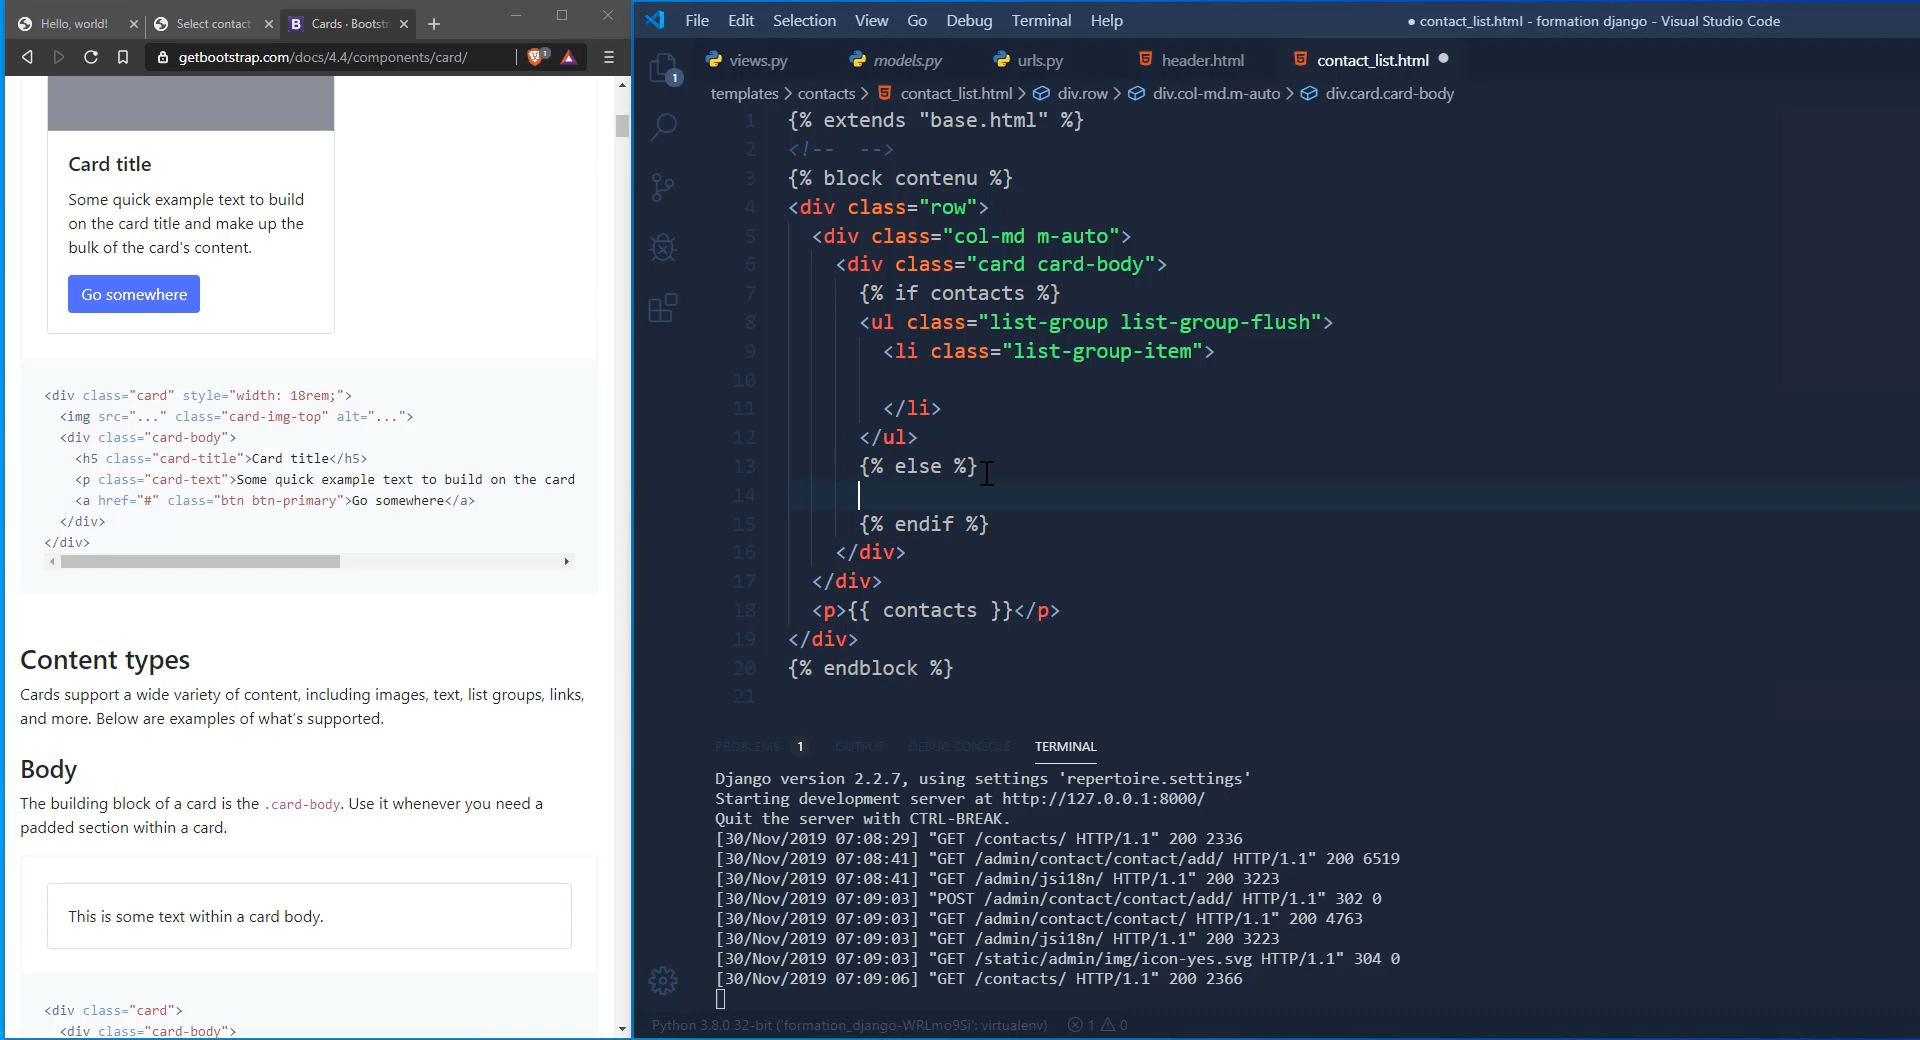 Hello, world!
Select contact
Cards · Bootst
getbootstrap.com/docs/4.4/components/card/
1
Card title
Some quick example text to build
on the card title and make up the
bulk of the card's content.
Go somewhere
<div class="card" style="width: 18rem;">
<img src="..." class="card-img-top" alt="...">
<div class="card-body">
<h5 class="card-title">Card title</h5>
<p class="card-text">Some quick example text to build on the card
<a href="#" class="btn btn-primary">Go somewhere</a>
</div>
</div>
Content types
Cards support a wide variety of content, including images, text, list groups, links,
and more. Below are examples of what's supported.
Body
The building block of a card is the .card-body. Use it whenever you need a
padded section within a card.
This is some text within a card body.
<div class="card">
<div class="card-body">
File Edit Selection View Go Debug Terminal Help
● contact_list.html - formation django - Visual Studio Code
1
views.py
models.py
urls.py
header.html
contact_list.html
templates > contacts > contact_list.html > div.row > div.col-md.m-auto > div.card.card-body
1 {% extends "base.html" %}
2 <!-- -->
3 {% block contenu %}
4 <div class="row">
5 <div class="col-md m-auto">
6 <div class="card card-body">
7 {% if contacts %}
8 <ul class="list-group list-group-flush">
9 <li class="list-group-item">
10
11 </li>
12 </ul>
13 {% else %}
14
15 {% endif %}
16 </div>
17 </div>
18 <p>{{ contacts }}</p>
19 </div>
20 {% endblock %}
21
PROBLEMS 1 OUTPUT DEBUG CONSOLE TERMINAL
Django version 2.2.7, using settings 'repertoire.settings'
Starting development server at http://127.0.0.1:8000/
Quit the server with CTRL-BREAK.
[30/Nov/2019 07:08:29] "GET /contacts/ HTTP/1.1" 200 2336
[30/Nov/2019 07:08:41] "GET /admin/contact/contact/add/ HTTP/1.1" 200 6519
[30/Nov/2019 07:08:41] "GET /admin/jsi18n/ HTTP/1.1" 200 3223
[30/Nov/2019 07:09:03] "POST /admin/contact/contact/add/ HTTP/1.1" 302 0
[30/Nov/2019 07:09:03] "GET /admin/contact/contact/ HTTP/1.1" 200 4763
[30/Nov/2019 07:09:03] "GET /admin/jsi18n/ HTTP/1.1" 200 3223
[30/Nov/2019 07:09:03] "GET /static/admin/img/icon-yes.svg HTTP/1.1" 304 0
[30/Nov/2019 07:09:06] "GET /contacts/ HTTP/1.1" 200 2366
Python 3.8.0 32-bit ('formation_django-WRLmo9Si': virtualenv) 1 0